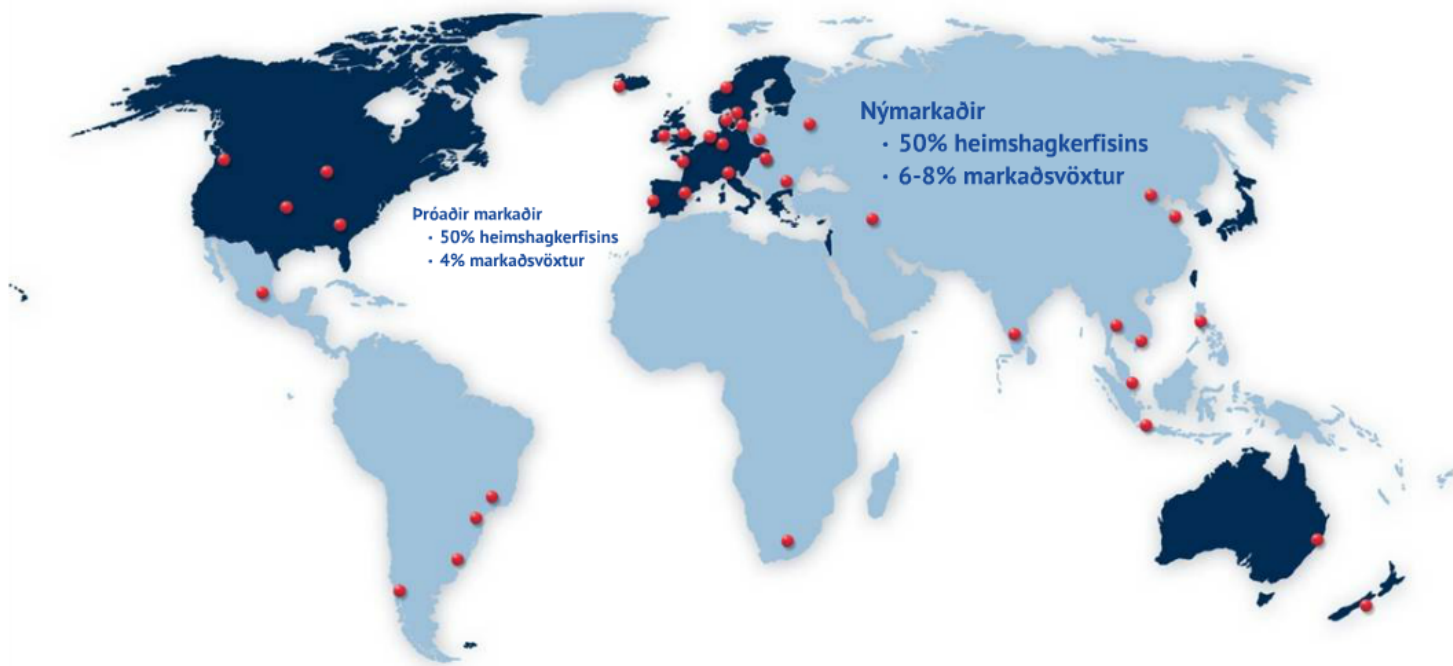 Nýmarkaðir
· 50% heimshagkerfisins
· 6-8% markaðsvöxtur
Þróaðir markaðir
· 50% heimshagkerfisins
· 4% markaðsvöxtur